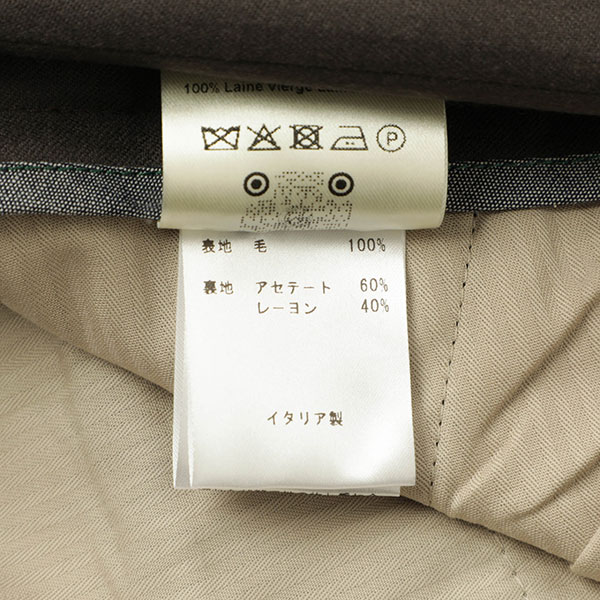 100% Laine vierge
P
表地 毛 100%
裏地 アセテート 60%
レーヨン 40%
イタリア製